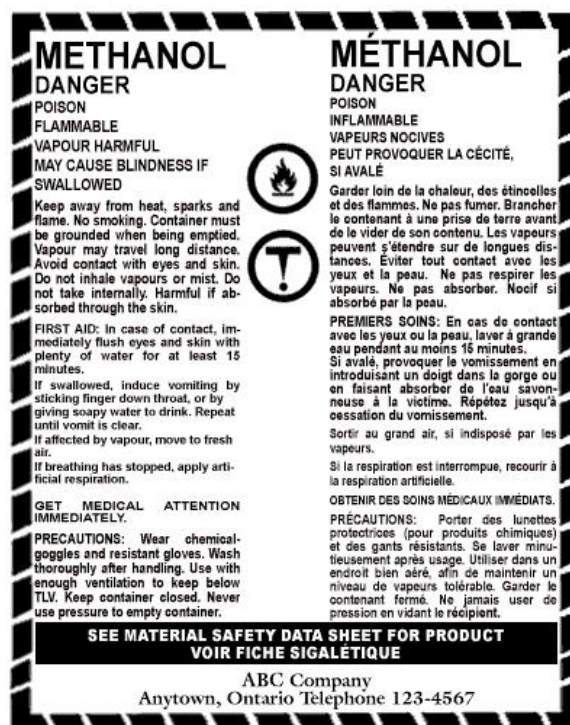 METHANOL
DANGER
POISON
FLAMMABLE
VAPOUR HARMFUL
MAY CAUSE BLINDNESS IF
SWALLOWED
Keep away from heat, sparks and
flame. No smoking. Container must
be grounded when being emptied.
Vapour may travel long distance.
Avoid contact with eyes and skin.
Do not inhale vapours or mist. Do
not take internally. Harmful if ab-
sorbed through the skin.
FIRST AID: In case of contact, im-
mediately flush eyes and skin with
plenty of water for at least 15
minutes.
If swallowed, induce vomiting by
sticking finger down throat, or by
giving soapy water to drink. Repeat
until vomit is clear.
If affected by vapour, move to fresh
air.
If breathing has stopped, apply arti-
ficial respiration.
GET MEDICAL ATTENTION
IMMEDIATELY.
PRECAUTIONS: Wear chemical-
goggles and resistant gloves. Wash
thoroughly after handling. Use with
enough ventilation to keep below
TLV. Keep container closed. Never
use pressure to empty container.
MÉTHANOL
DANGER
POISON
INFLAMMABLE
VAPEURS NOCIVES
PEUT PROVOQUER LA CÉCITÉ,
SI AVALÉ
Garder loin de la chaleur, des étincelles
et des flammes. Ne pas fumer. Brancher
le contenant à une prise de terre avant
de le vider de son contenu. Les vapeurs
peuvent s'étendre sur de longues dis-
tances. Éviter tout contact avec les
yeux et la peau. Ne pas respirer les
vapeurs. Ne pas absorber. Nocif si
absorbé par la peau.
PREMIERS SOINS: En cas de contact
avec les yeux ou la peau, laver à grande
eau pendant au moins 15 minutes.
Si avalé, provoquer le vomissement en
introduisant un doigt dans la gorge ou
en faisant absorber de l'eau savon-
neuse à la victime. Répétez jusqu'à
cessation du vomissement.
Sortir au grand air, si indisposé par les
vapeurs.
Si la respiration est interrompue, recourir à
la respiration artificielle.
OBTENIR DES SOINS MÉDICAUX IMMÉDIATS.
PRÉCAUTIONS: Porter des lunettes
protectrices (pour produits chimiques)
et des gants résistants. Se laver minu-
tieusement après usage. Utiliser dans un
endroit bien aéré, afin de maintenir un
niveau de vapeurs tolérable. Garder le
contenant fermé. Ne jamais user de
pression en vidant le récipient.
SEE MATERIAL SAFETY DATA SHEET FOR PRODUCT
VOIR FICHE SIGALÉTIQUE
ABC Company
Anytown, Ontario Telephone 123-4567